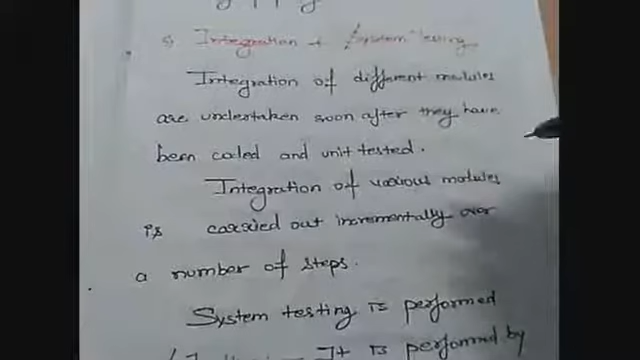 5) Integration & System Testing
Integration of different modules
are undertaken soon after they have
been coded and unit tested.
Integration of various modules
is carried out incrementally over
a number of steps.
System testing is performed
It is performed by